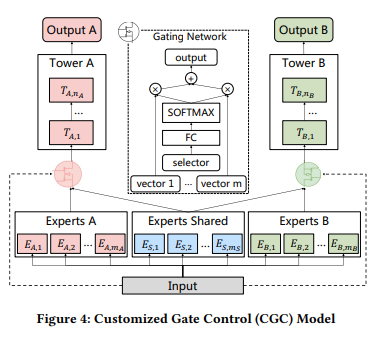 Output A
Gating Network
Output B
Tower A
output
Tower B
T_{A,n_A}
+
T_{B,n_B}
× ×
...
SOFTMAX
...
T_{A,1}
FC
T_{B,1}
selector
vector 1 ... vector m
Experts A
Experts Shared
Experts B
E_{A,1} E_{A,2} ... E_{A,m_A}
E_{S,1} E_{S,2} ... E_{S,m_S}
E_{B,1} E_{B,2} ... E_{B,m_B}
Input
Figure 4: Customized Gate Control (CGC) Model